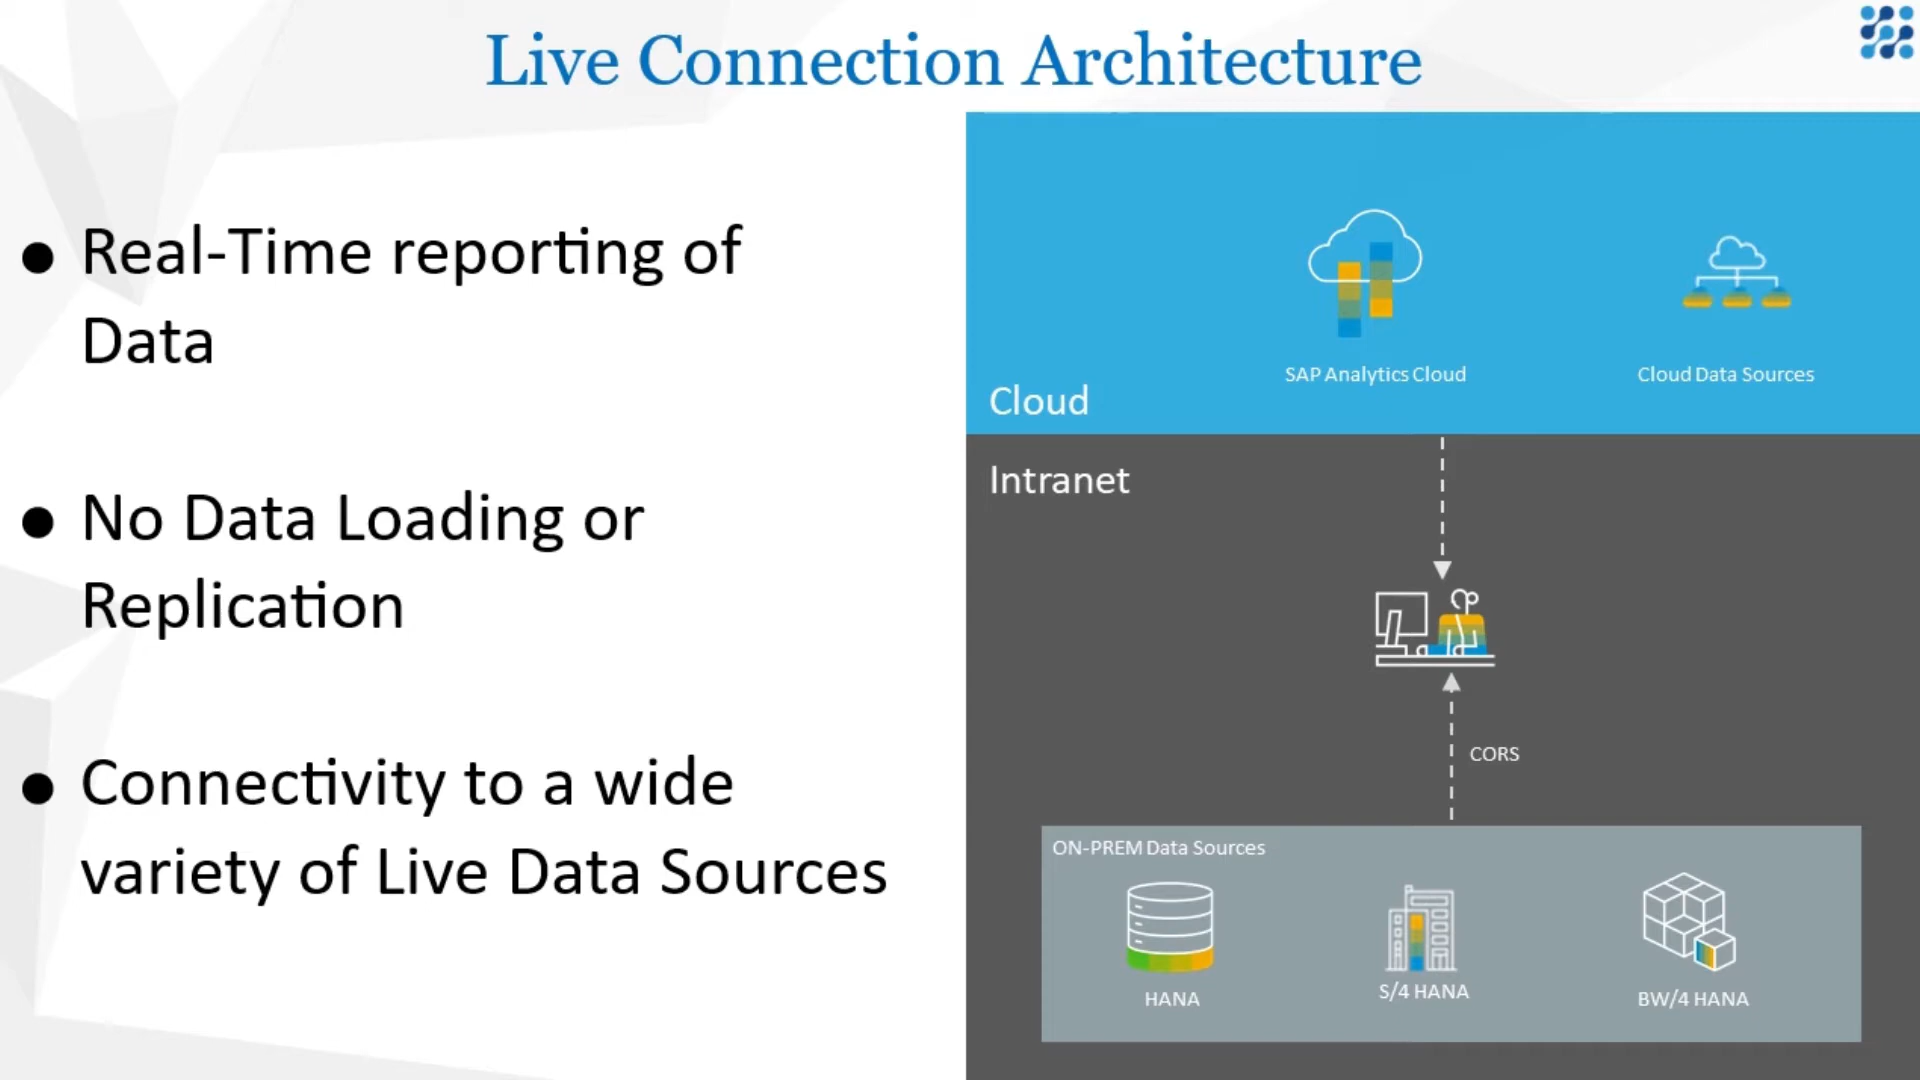 Live Connection Architecture
● Real-Time reporting of
Data
● No Data Loading or
Replication
● Connectivity to a wide
variety of Live Data Sources
SAP Analytics Cloud
Cloud Data Sources
Cloud
Intranet
CORS
ON-PREM Data Sources
HANA
S/4 HANA
BW/4 HANA